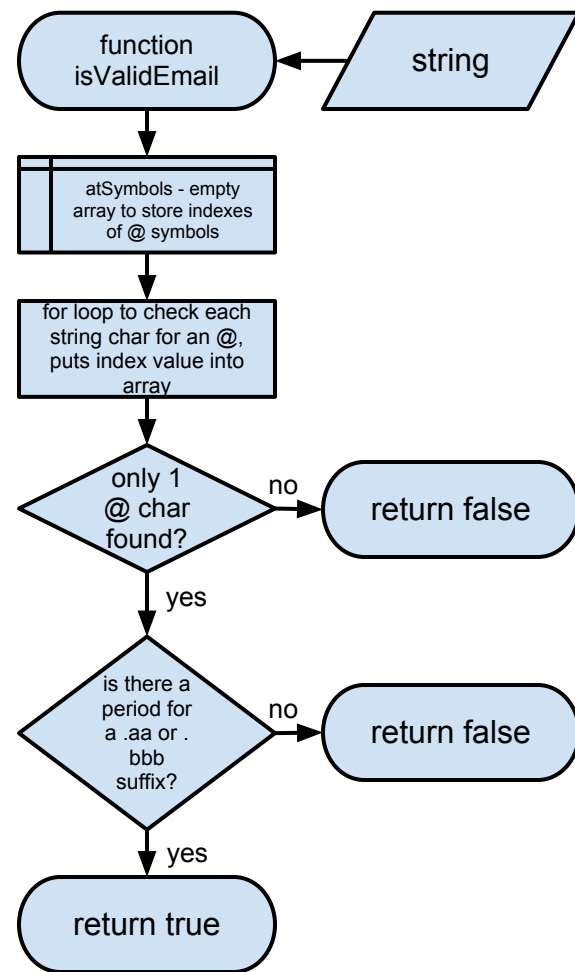 function
isValidEmail
string
atSymbols - empty
array to store indexes
of @ symbols
for loop to check each
string char for an @,
puts index value into
array
only 1
@ char
found?
no
return false
yes
is there a
period for
a .aa or .
bbb
suffix?
no
return false
yes
return true